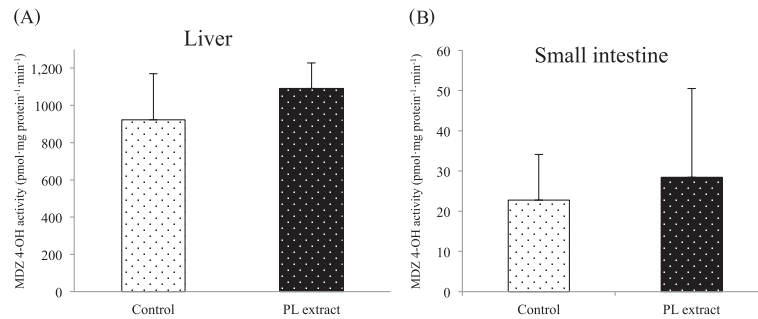 (A)
Liver
MDZ 4-OH activity (pmol·mg protein⁻¹·min⁻¹)
1,200
1000
800
600
400
200
0
Control
PL extract
(B)
Small intestine
MDZ 4-OH activity (pmol·mg protein⁻¹·min⁻¹)
60
50
40
30
20
10
0
Control
PL extract